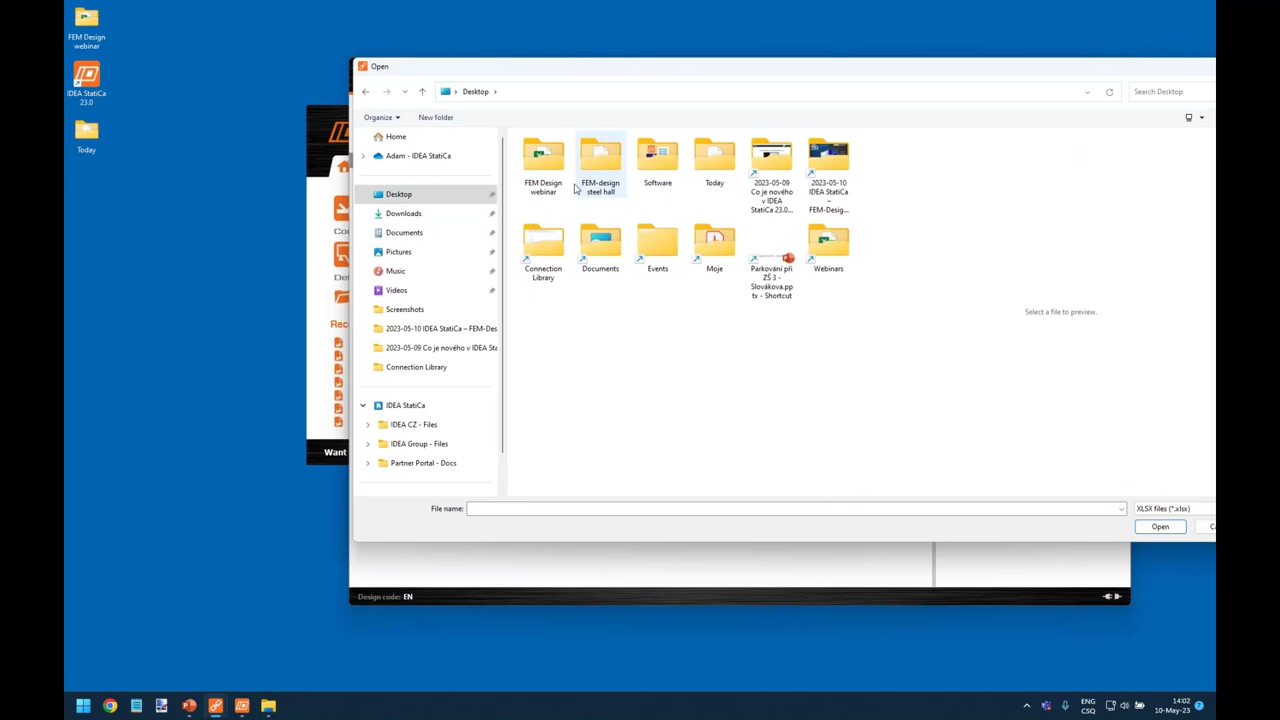 FEM Design
webinar
IDEA StatiCa
23.0
Today
Open
Desktop
Search Desktop
Organize
New folder
Home
Adam - IDEA StatiCa
Desktop
Downloads
Documents
Pictures
Music
Videos
Screenshots
2023-05-10 IDEA StatiCa – FEM-Des
2023-05-09 Co je nového v IDEA Sta
Connection Library
IDEA StatiCa
IDEA CZ - Files
IDEA Group - Files
Partner Portal - Docs
FEM Design
webinar
FEM-design
steel hall
Software
Today
2023-05-09
Co je nového
v IDEA
StatiCa 23.0...
2023-05-10
IDEA StatiCa
–
FEM-Desig...
Connection
Library
Documents
Events
Moje
Parkování při
ZŠ 3 -
Slovákova.pp
tx - Shortcut
Webinars
Select a file to preview.
File name:
XLSX files (*.xlsx)
Open
Ca
Co
De
Rec
Want
Design code: EN
ENG
CSQ
14:02
10-May-23